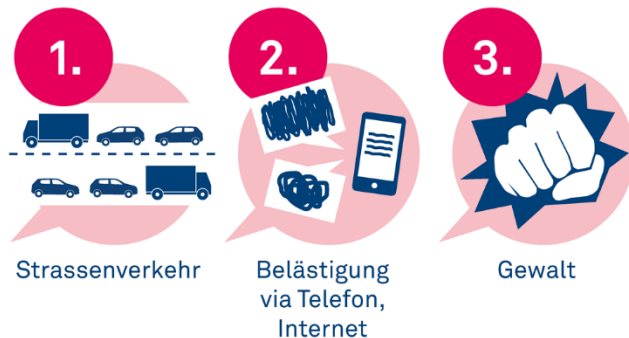 1.
2.
3.
Strassenverkehr
Belästigung
via Telefon,
Internet
Gewalt